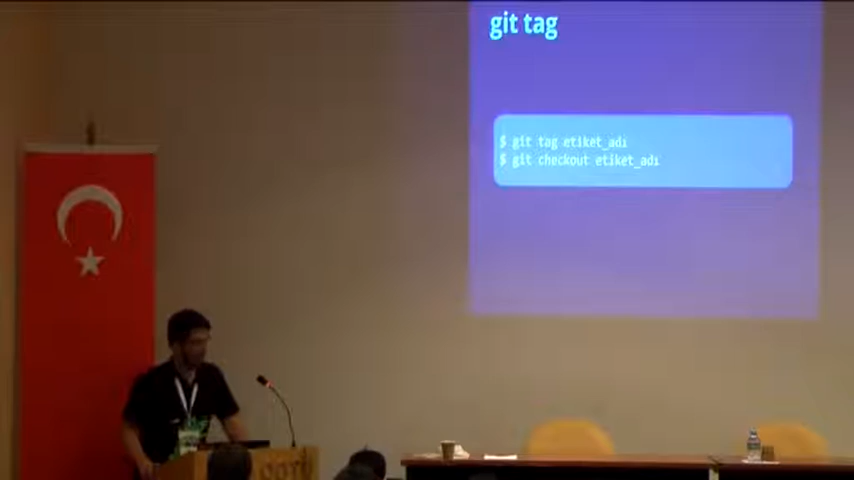 git tag
$ git tag etiket_adı
$ git checkout etiket_adı